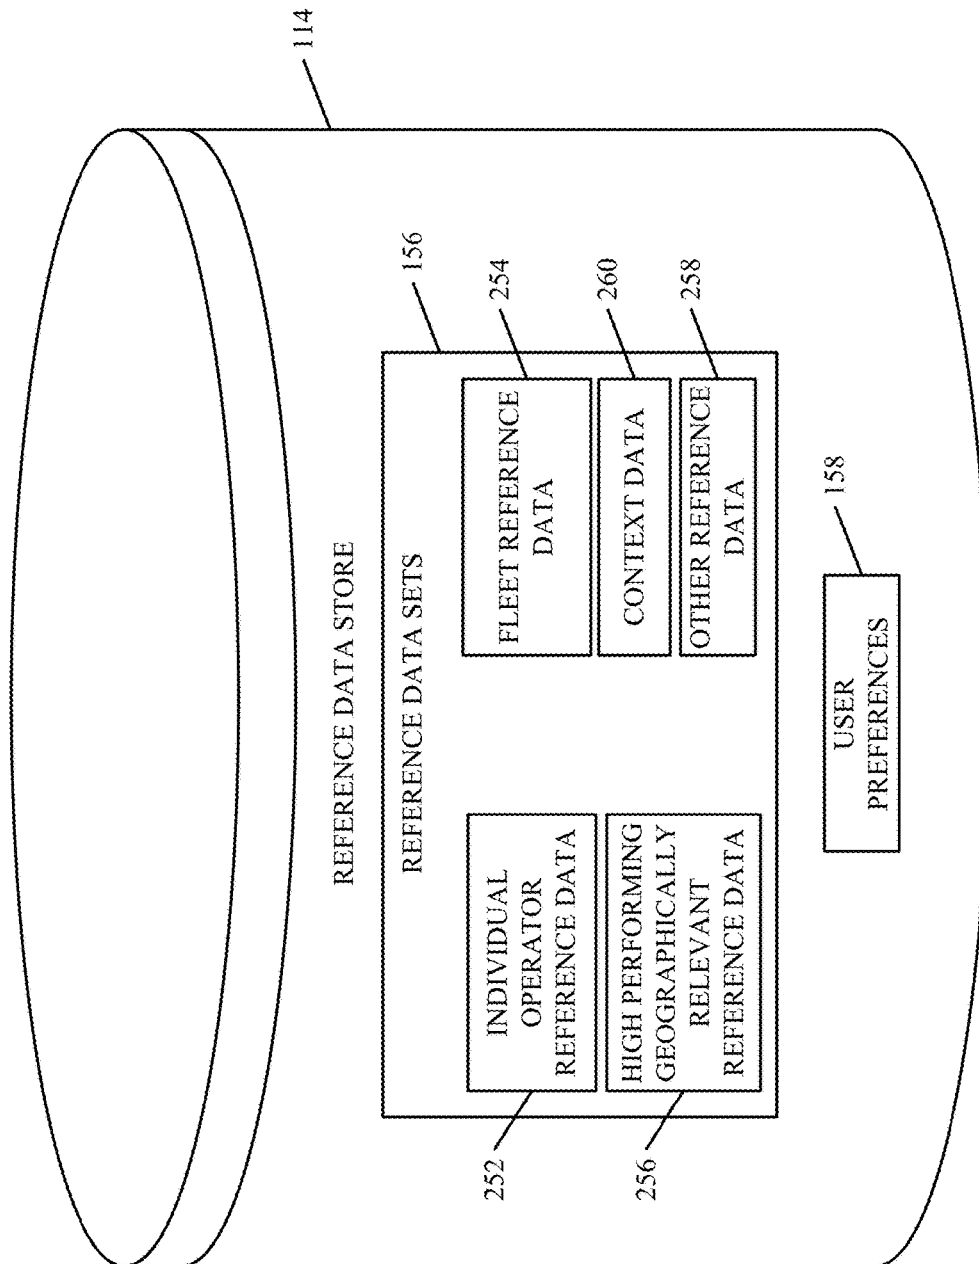 114
REFERENCE DATA STORE
156
REFERENCE DATA SETS
252
INDIVIDUAL
OPERATOR
REFERENCE DATA
FLEET REFERENCE
DATA
254
256
HIGH PERFORMING
GEOGRAPHICALLY
RELEVANT
REFERENCE DATA
CONTEXT DATA
260
OTHER REFERENCE
DATA
258
USER
PREFERENCES
158